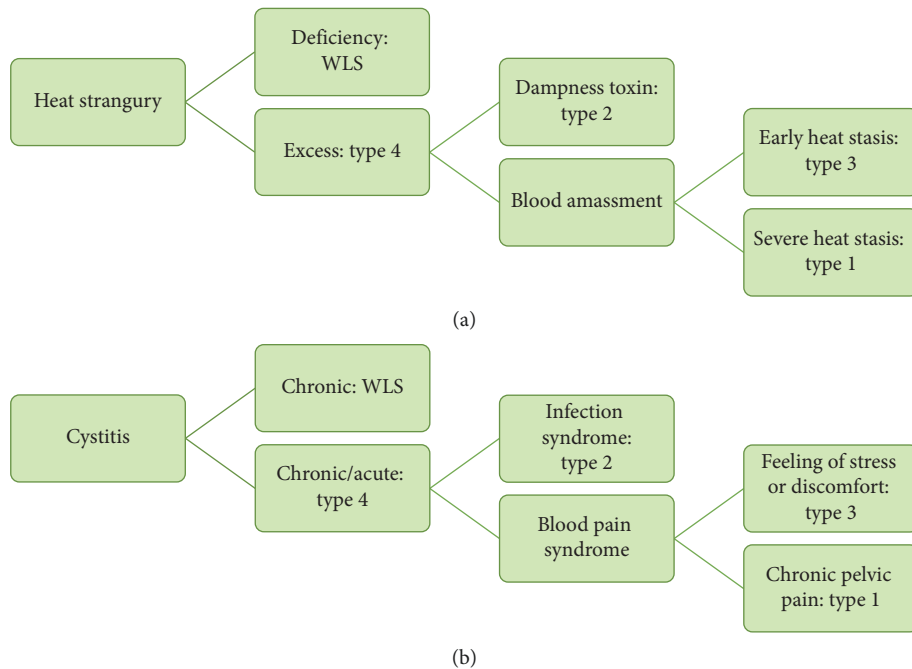 Heat strangury
Deficiency:
WLS
Excess: type 4
Dampness toxin:
type 2
Blood amassment
Early heat stasis:
type 3
Severe heat stasis:
type 1
(a)
Cystitis
Chronic: WLS
Chronic/acute:
type 4
Infection
syndrome:
type 2
Blood pain
syndrome
Feeling of stress
or discomfort:
type 3
Chronic pelvic
pain: type 1
(b)